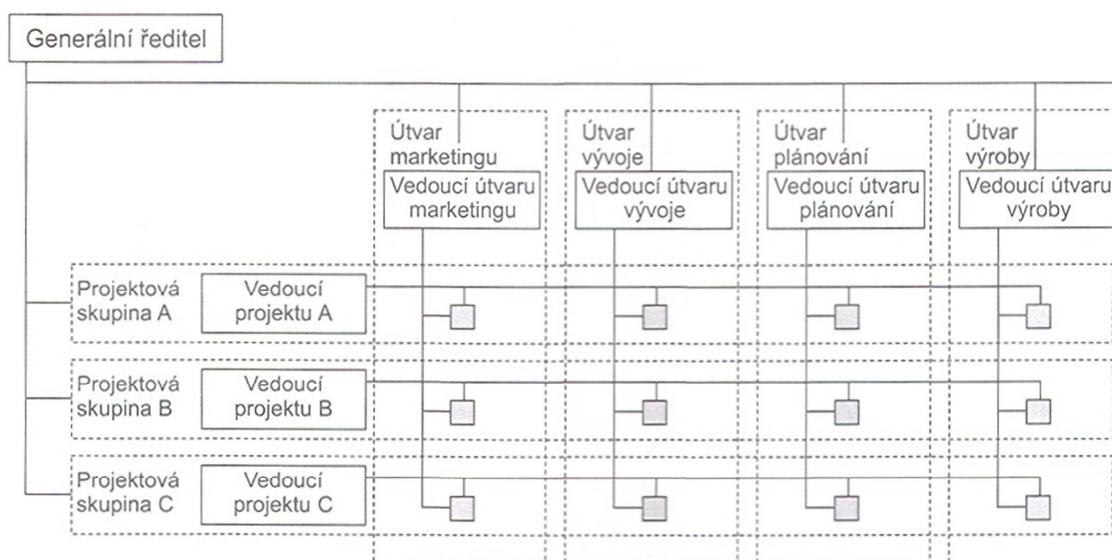 Generální ředitel
Útvar
marketingu
Vedoucí útvaru
marketingu
Útvar
vývoje
Vedoucí útvaru
vývoje
Útvar
plánování
Vedoucí útvaru
plánování
Útvar
výroby
Vedoucí útvaru
výroby
Projektová
skupina A
Vedoucí
projektu A
Projektová
skupina B
Vedoucí
projektu B
Projektová
skupina C
Vedoucí
projektu C